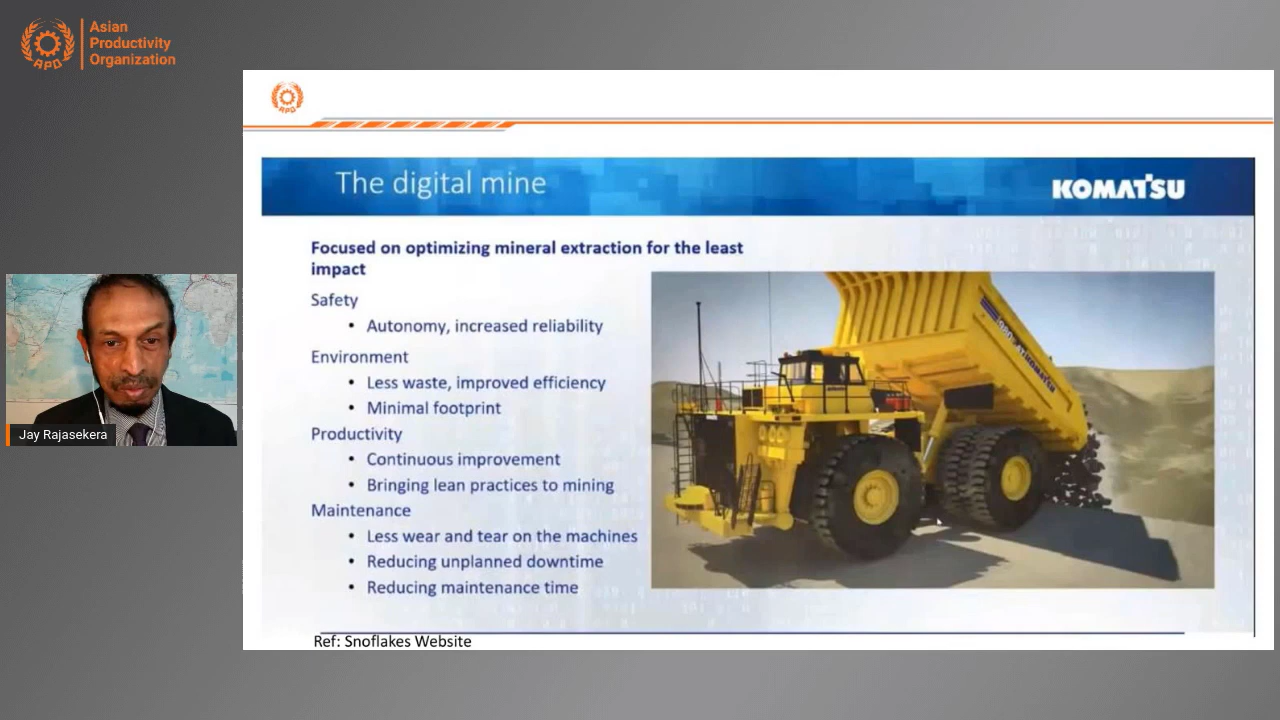 Asian
Productivity
Organization
APO
APO
The digital mine
KOMATSU
Focused on optimizing mineral extraction for the least
impact
Safety
• Autonomy, increased reliability
Environment
• Less waste, improved efficiency
• Minimal footprint
Productivity
• Continuous improvement
• Bringing lean practices to mining
Maintenance
• Less wear and tear on the machines
• Reducing unplanned downtime
• Reducing maintenance time
KOMATSU
Ref: Snoflakes Website
Jay Rajasekera